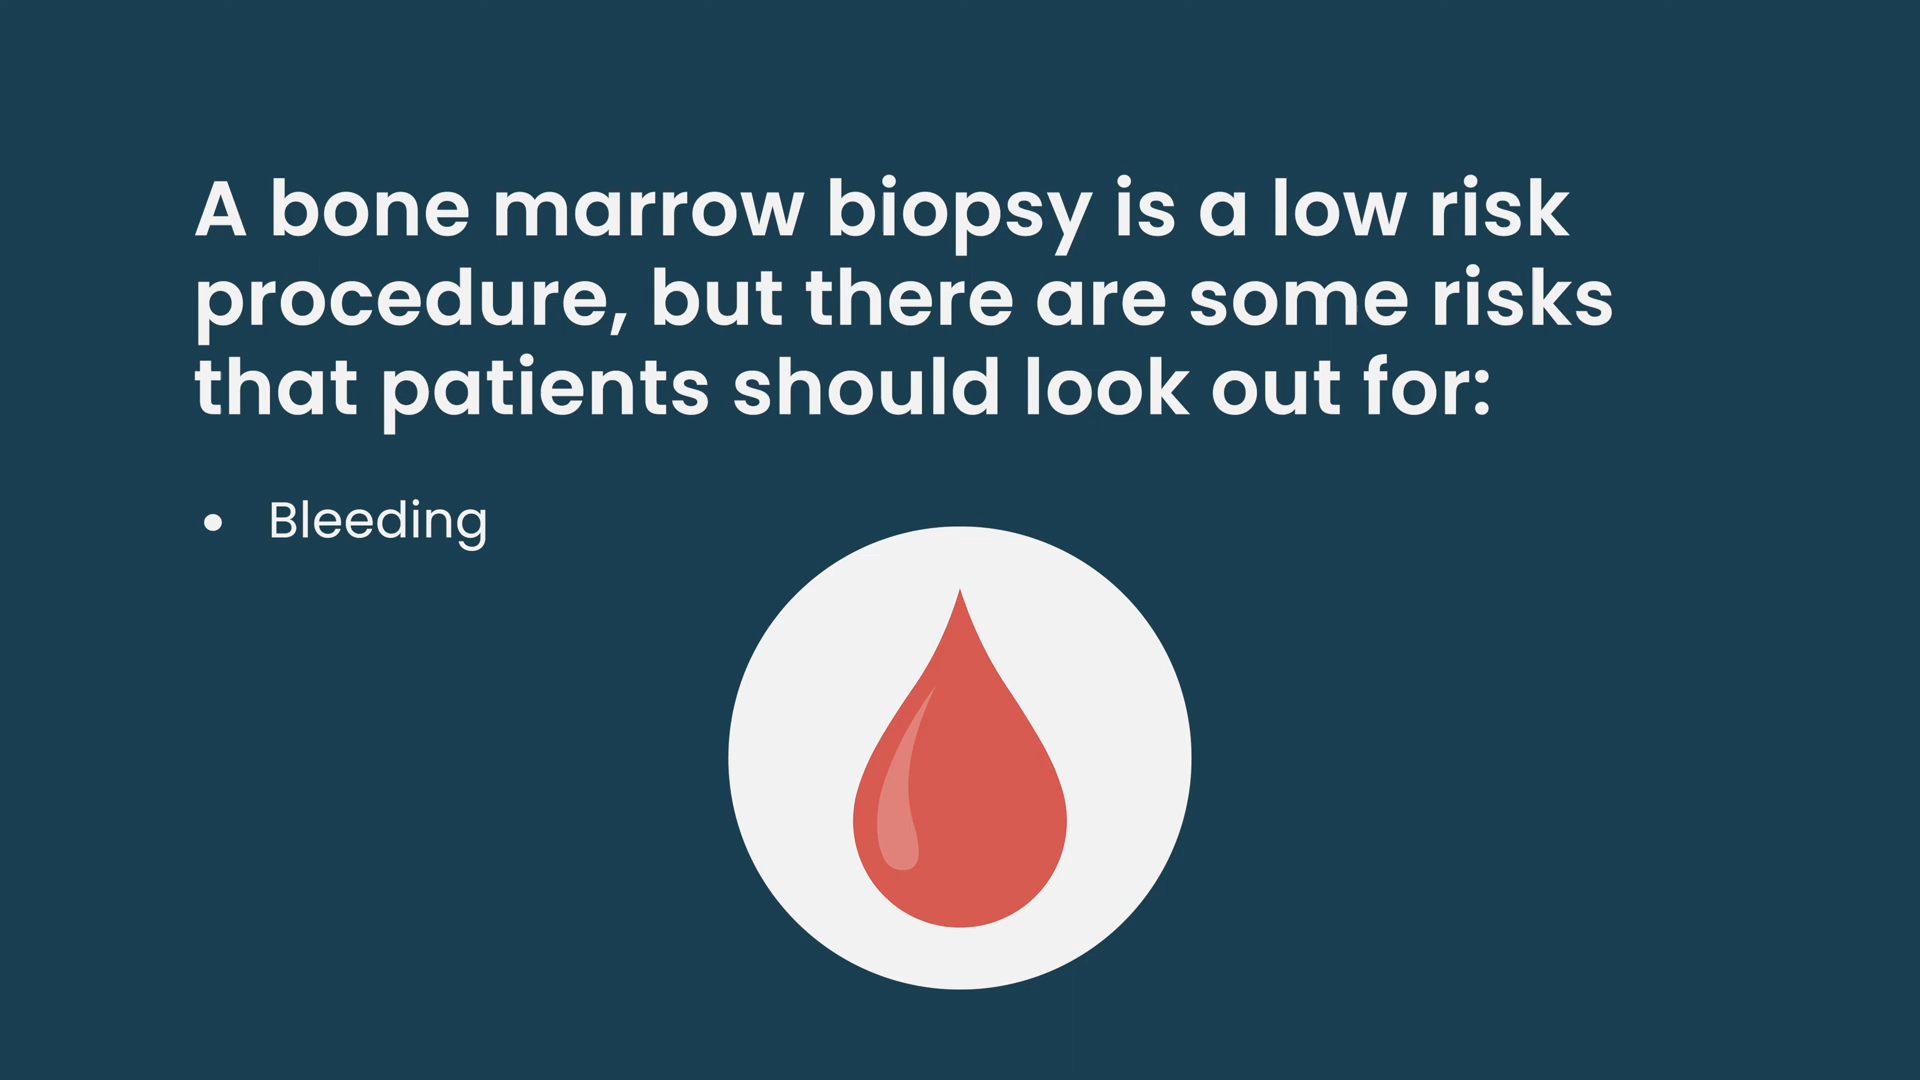 A bone marrow biopsy is a low risk
procedure, but there are some risks
that patients should look out for:
• Bleeding